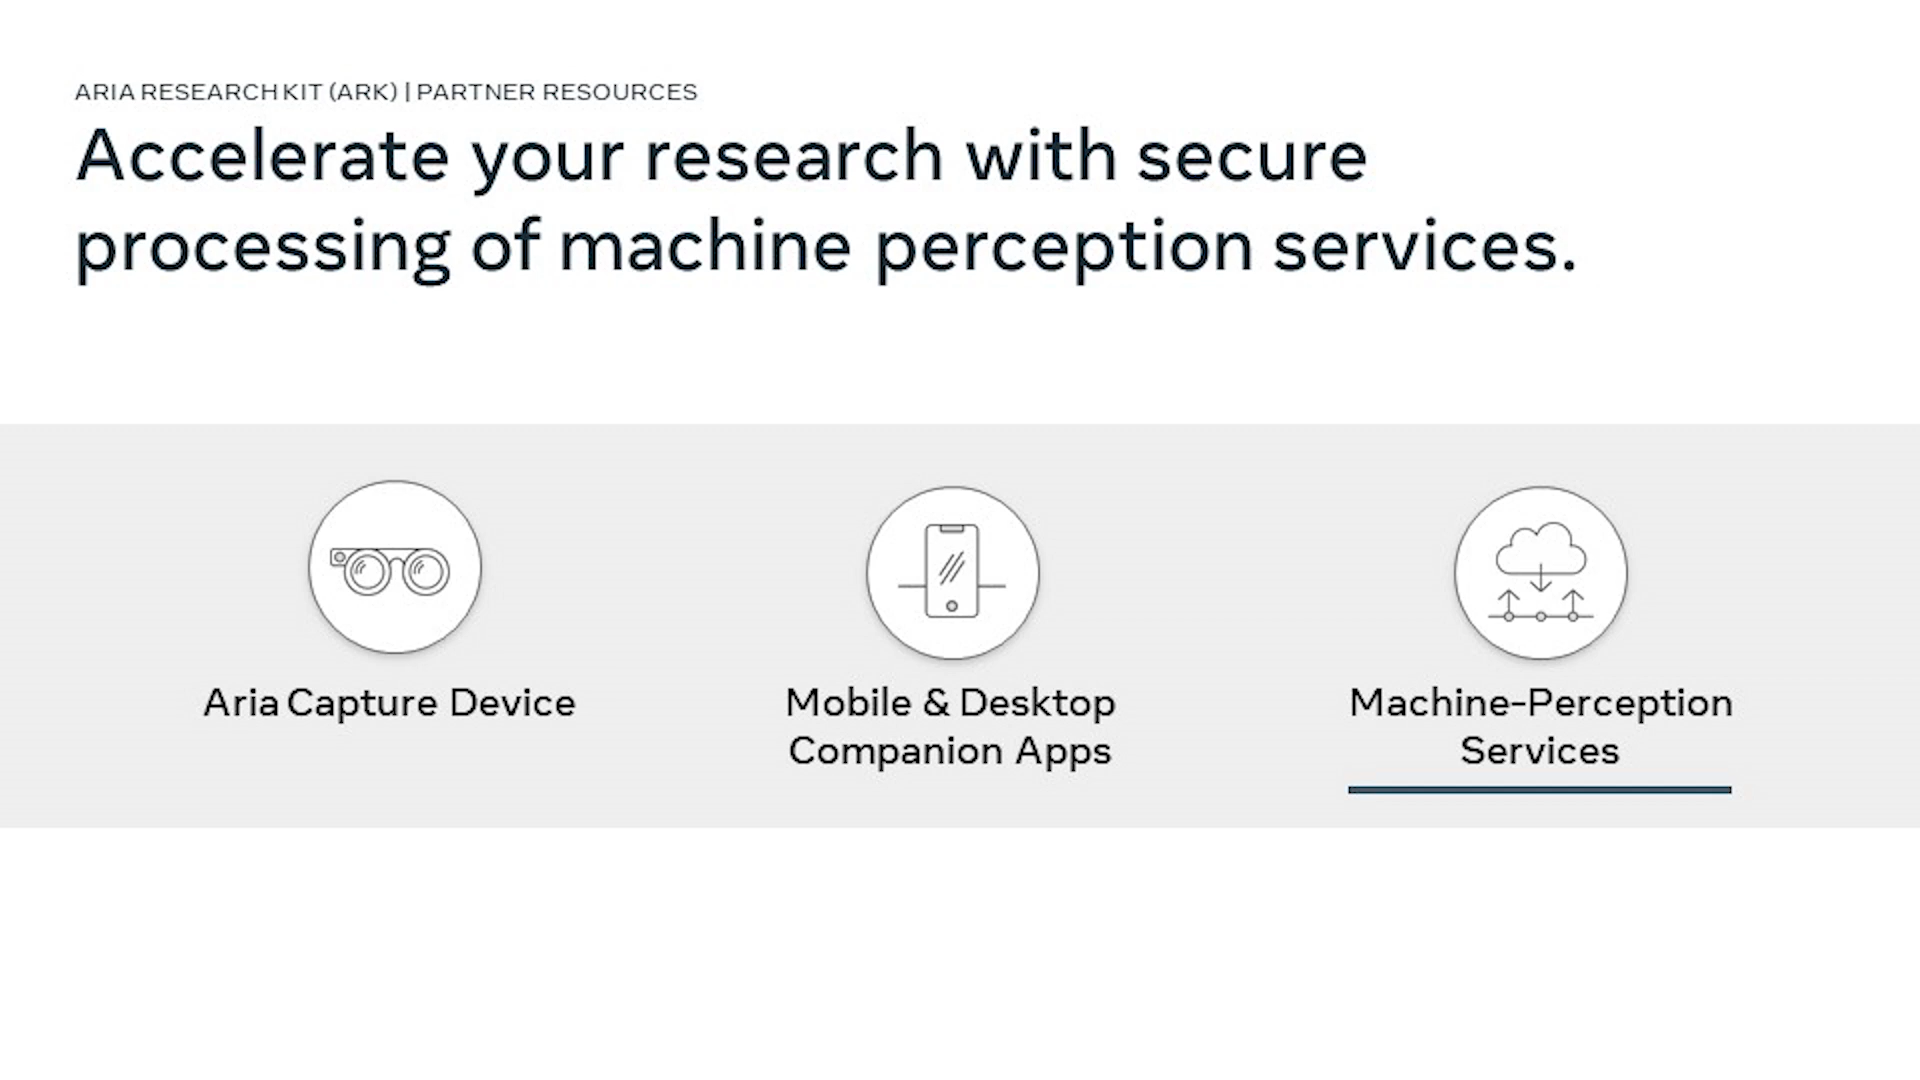 ARIA RESEARCH KIT (ARK) | PARTNER RESOURCES
Accelerate your research with secure
processing of machine perception services.
Aria Capture Device
Mobile & Desktop
Companion Apps
Machine-Perception
Services